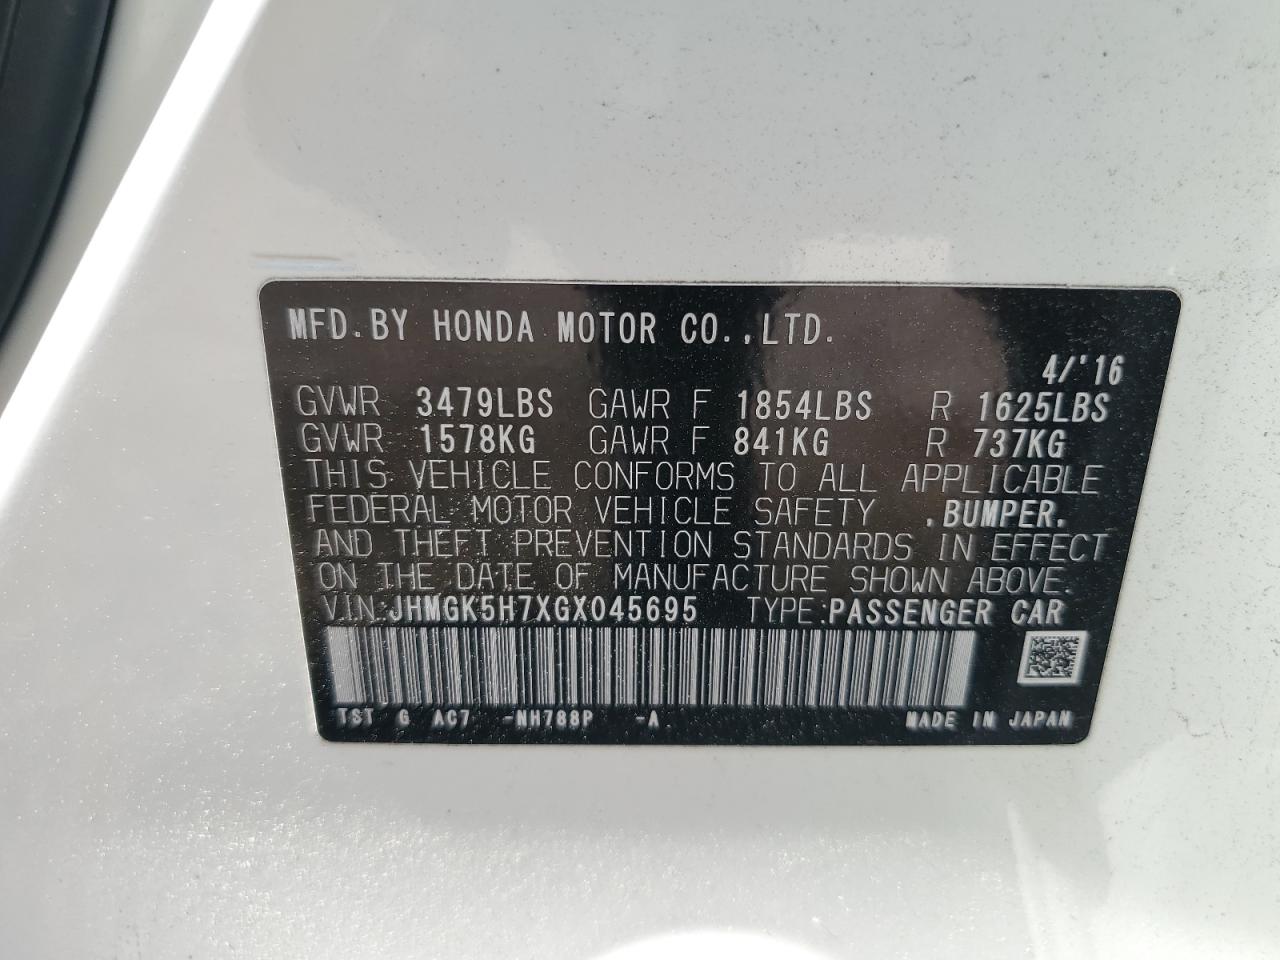 MFD. BY HONDA MOTOR CO.,LTD.
4/'16
GVWR 3479LBS GAWR F 1854LBS R 1625LBS
GVWR 1578KG GAWR F 841KG R 737KG
THIS VEHICLE CONFORMS TO ALL APPLICABLE
FEDERAL MOTOR VEHICLE SAFETY ,BUMPER,
AND THEFT PREVENTION STANDARDS IN EFFECT
ON THE DATE OF MANUFACTURE SHOWN ABOVE.
VIN:JHMGK5H7XGX045695 TYPE:PASSENGER CAR
TST G AC7 -NH788P -A
MADE IN JAPAN